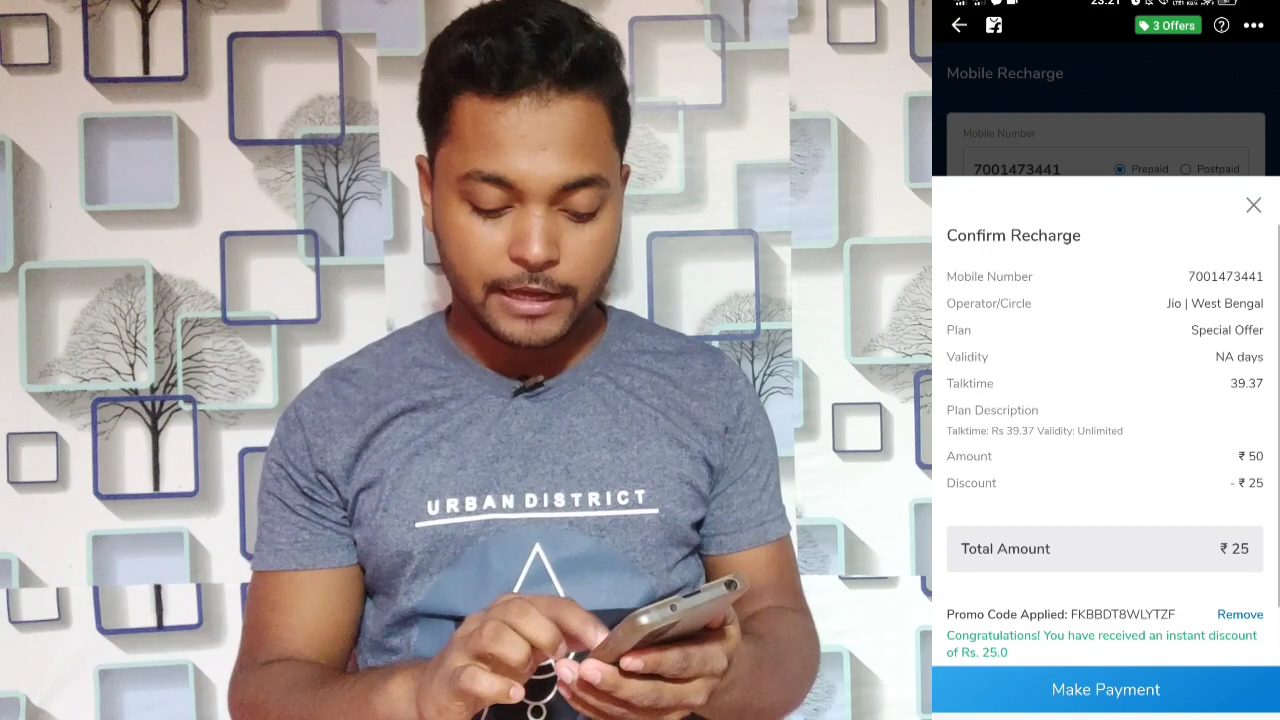 URBAN DISTRICT
23:21
3 Offers
Mobile Recharge
Mobile Number
7001473441 Prepaid Postpaid
Confirm Recharge
Mobile Number 7001473441
Operator/Circle Jio | West Bengal
Plan Special Offer
Validity NA days
Talktime 39.37
Plan Description
Talktime: Rs 39.37 Validity: Unlimited
Amount ₹ 50
Discount - ₹ 25
Total Amount ₹ 25
Promo Code Applied: FKBBDT8WLYTZF Remove
Congratulations! You have received an instant discount
of Rs. 25.0
Make Payment